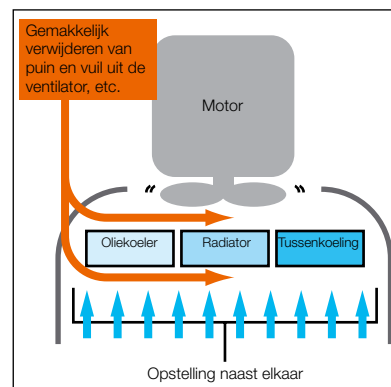 Gemakkelijk
verwijderen van
puin en vuil uit de
ventilator, etc.
Motor
Oliekoeler
Radiator
Tussenkoeling
Opstelling naast elkaar